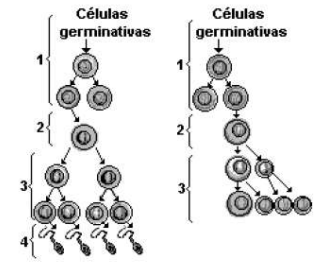 Células
germinativas
1
2
3
4
Células
germinativas
1
2
3